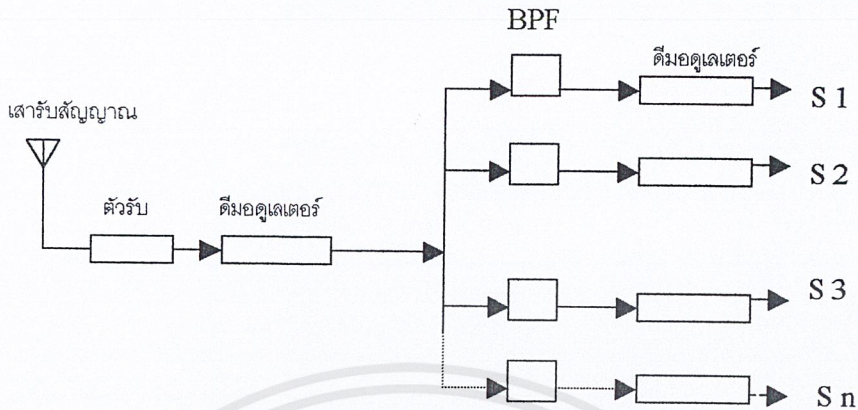 BPF
ดีมอดูเลเตอร์
S 1
เสารับสัญญาณ
S 2
ตัวรับ
ดีมอดูเลเตอร์
S 3
S n